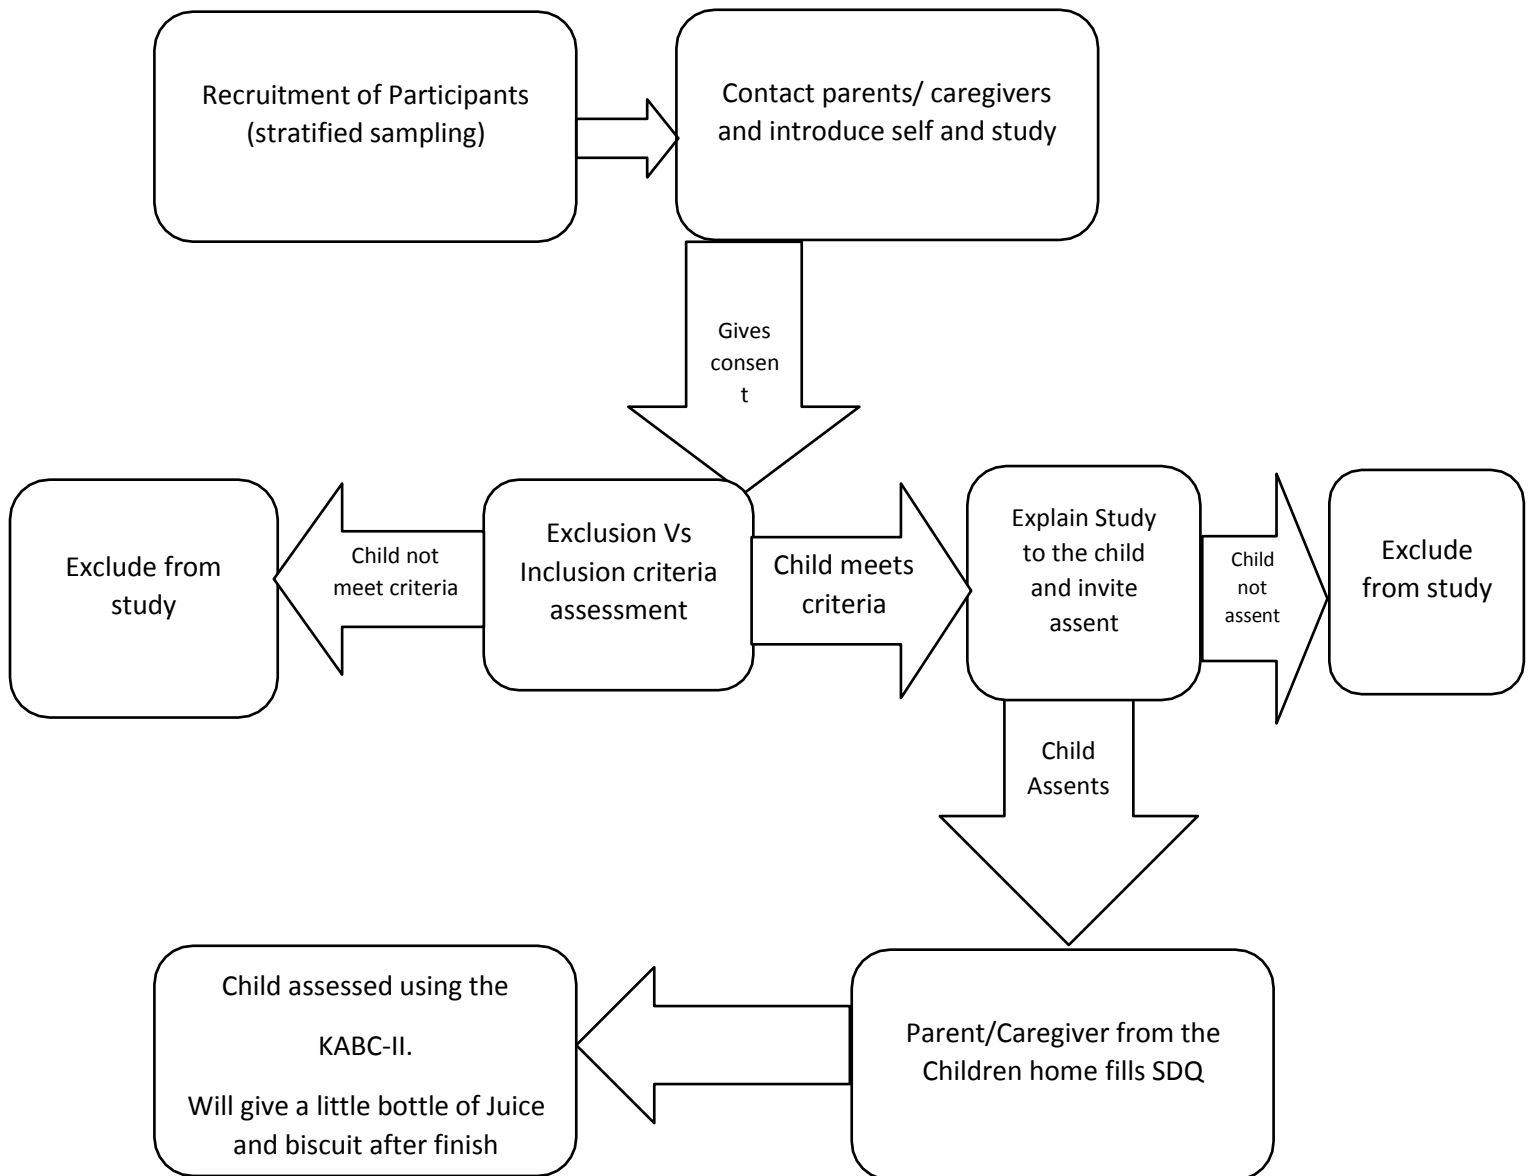 Recruitment of Participants
(stratified sampling)
Contact parents/ caregivers
and introduce self and study
Gives
consen
t
Exclude from
study
Child not
meet criteria
Exclusion Vs
Inclusion criteria
assessment
Child meets
criteria
Explain Study
to the child
and invite
assent
Child
not
assent
Exclude
from study
Child
Assents
Child assessed using the
KABC-II.
Will give a little bottle of Juice
and biscuit after finish
Parent/Caregiver from the
Children home fills SDQ